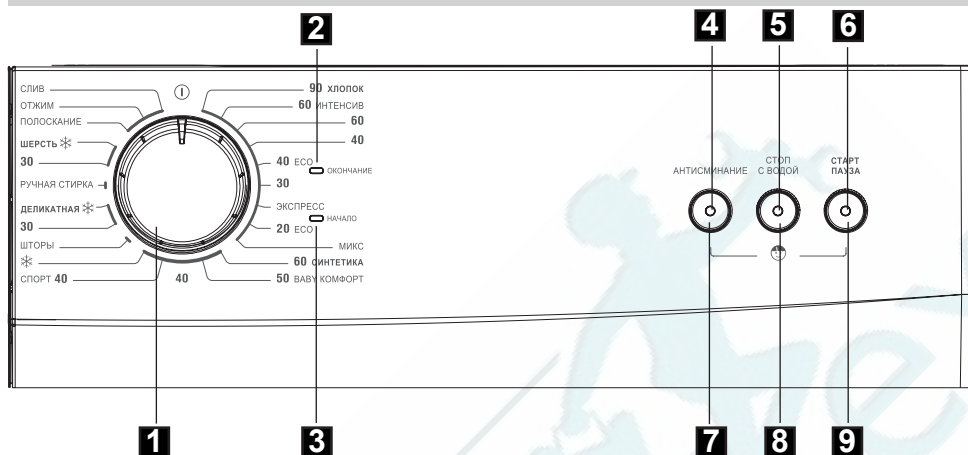 2
4
5
6
СЛИВ
90 ХЛОПОК
ОТЖИМ
60 ИНТЕНСИВ
ПОЛОСКАНИЕ
60
ШЕРСТЬ
40
30
40 ECO
ОКОНЧАНИЕ
РУЧНАЯ СТИРКА
30
ДЕЛИКАТНАЯ
ЭКСПРЕСС
30
20 ECO
НАЧАЛО
ШТОРЫ
МИКС
60 СИНТЕТИКА
СПОРТ 40
40
50 BABY КОМФОРТ
АНТИСМИНАНИЕ
СТОП
С ВОДОЙ
СТАРТ
ПАУЗА
1
3
7
8
9